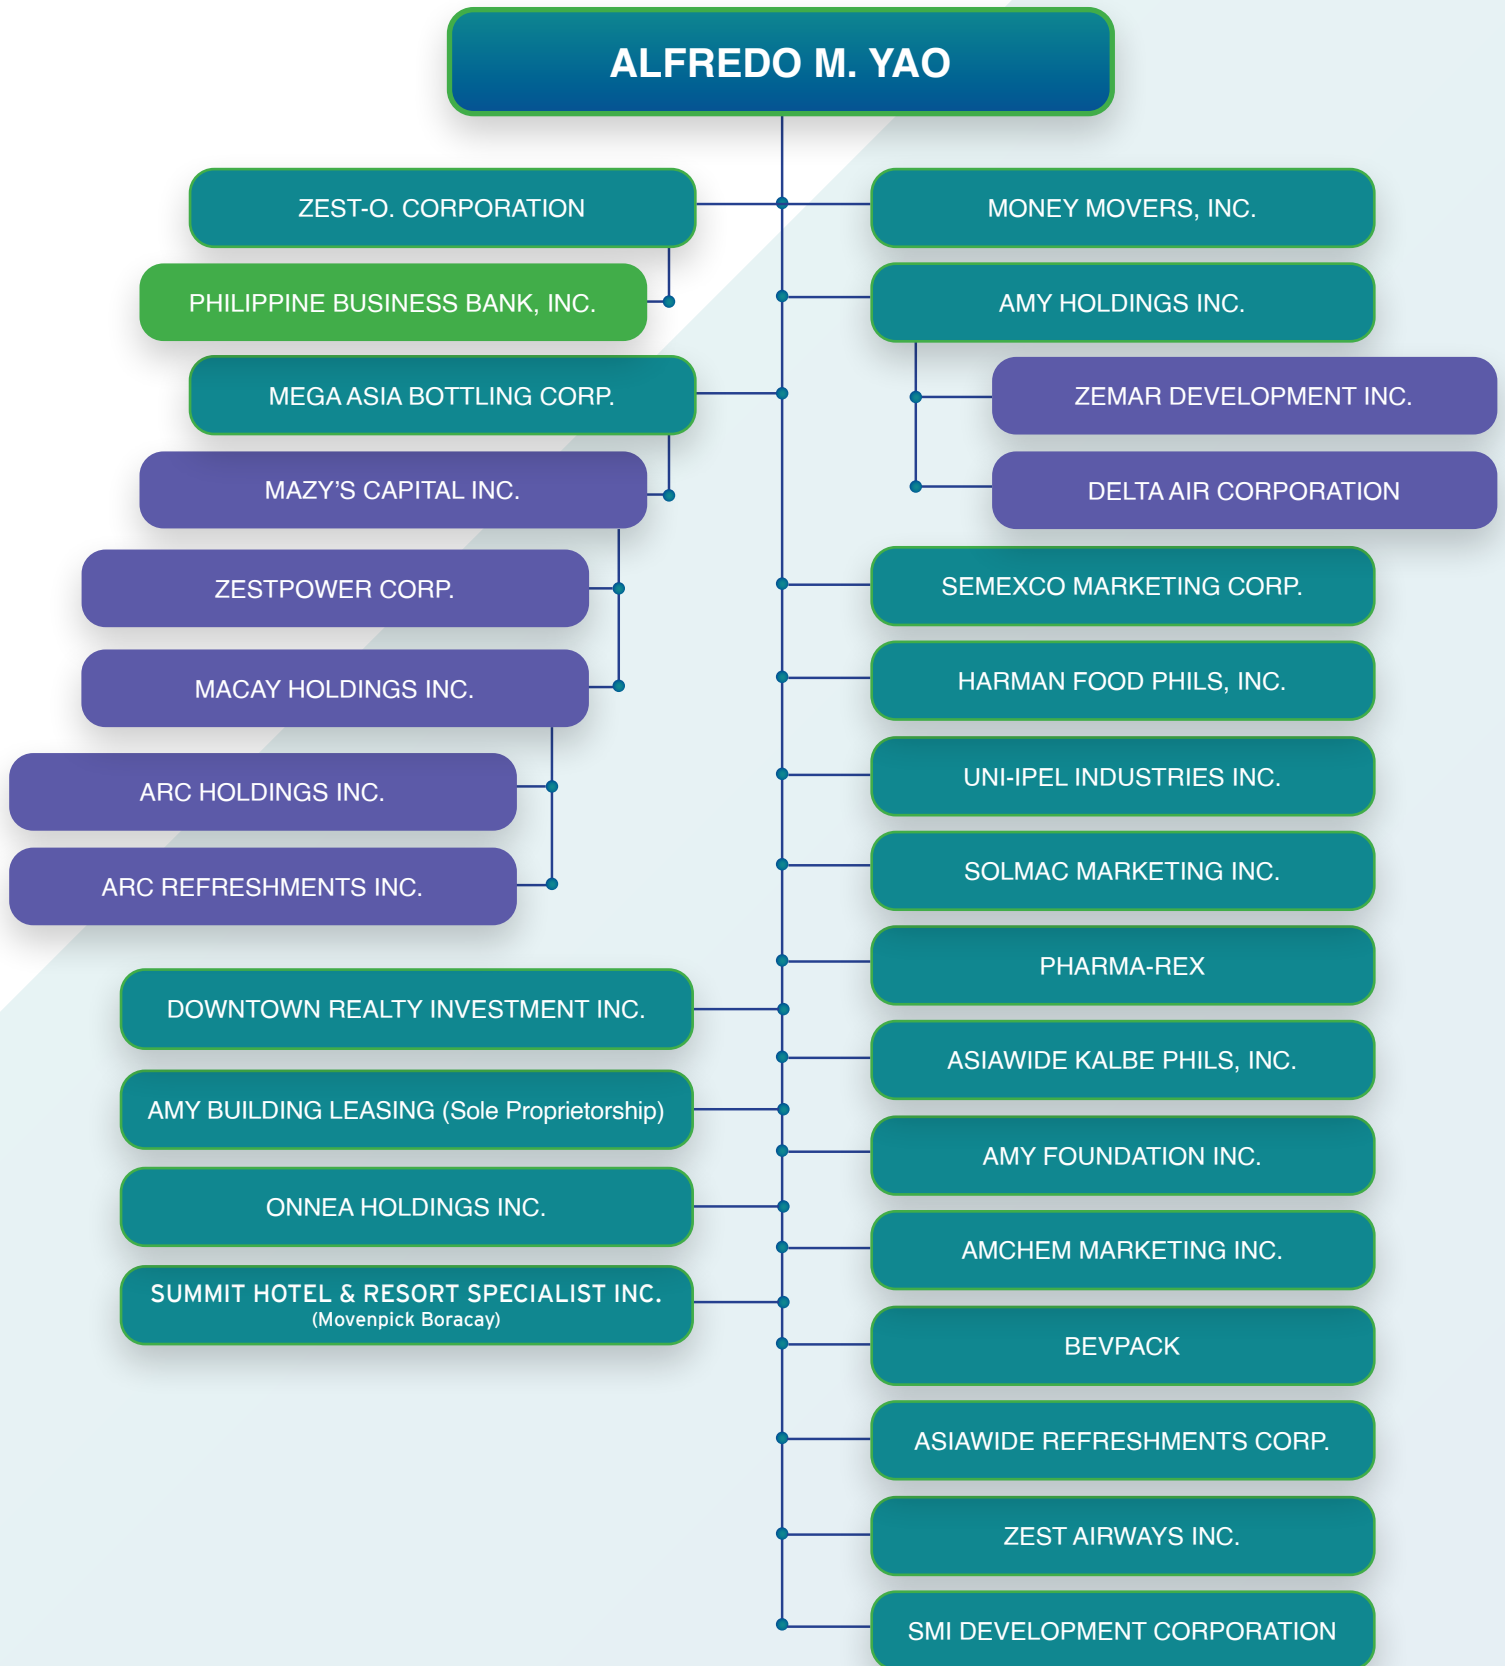 ALFREDO M. YAO
ZEST-O. CORPORATION
PHILIPPINE BUSINESS BANK, INC.
MEGA ASIA BOTTLING CORP.
MAZY’S CAPITAL INC.
ZESTPOWER CORP.
MACAY HOLDINGS INC.
ARC HOLDINGS INC.
ARC REFRESHMENTS INC.
DOWNTOWN REALTY INVESTMENT INC.
AMY BUILDING LEASING (Sole Proprietorship)
ONNEA HOLDINGS INC.
SUMMIT HOTEL & RESORT SPECIALIST INC.
(Movenpick Boracay)
MONEY MOVERS, INC.
AMY HOLDINGS INC.
ZEMAR DEVELOPMENT INC.
DELTA AIR CORPORATION
SEMEXCO MARKETING CORP.
HARMAN FOOD PHILS, INC.
UNI-IPEL INDUSTRIES INC.
SOLMAC MARKETING INC.
PHARMA-REX
ASIAWIDE KALBE PHILS, INC.
AMY FOUNDATION INC.
AMCHEM MARKETING INC.
BEVPACK
ASIAWIDE REFRESHMENTS CORP.
ZEST AIRWAYS INC.
SMI DEVELOPMENT CORPORATION